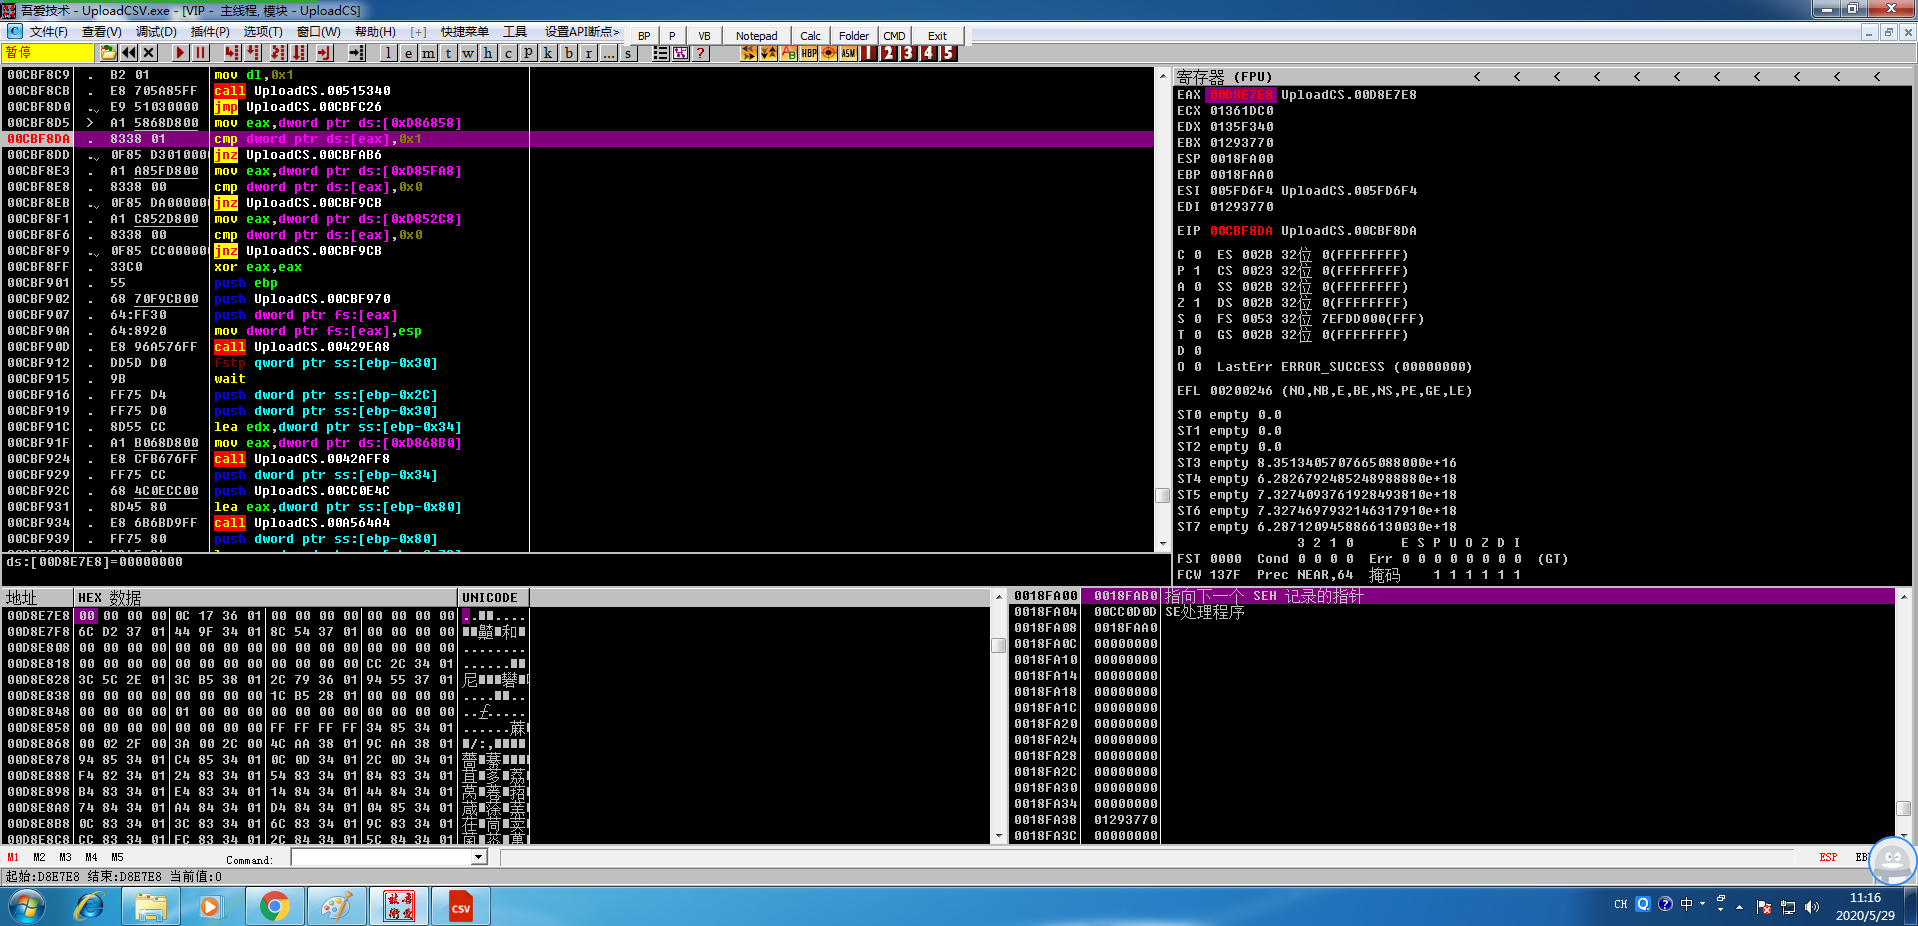 吾爱技术 - UploadCSV.exe - [VIP - 主线程, 模块 - UploadCS]
文件(F) 查看(V) 调试(D) 插件(P) 选项(T) 窗口(W) 帮助(H) [+] 快捷菜单 工具 设置API断点> BP P VB Notepad Calc Folder CMD Exit
暂停 l e m t w h c p k b r ... s ? HBP ASM 1 2 3 4 5
00CBF8C9 . B2 01 mov dl,0x1
00CBF8CB . E8 705A85FF call UploadCS.00515340
00CBF8D0 . E9 51030000 jmp UploadCS.00CBFC26
00CBF8D5 > A1 5868D800 mov eax,dword ptr ds:[0xD86858]
00CBF8DA . 8338 01 cmp dword ptr ds:[eax],0x1
00CBF8DD . 0F85 D3010000 jnz UploadCS.00CBFAB6
00CBF8E3 . A1 A85FD800 mov eax,dword ptr ds:[0xD85FA8]
00CBF8E8 . 8338 00 cmp dword ptr ds:[eax],0x0
00CBF8EB . 0F85 DA000000 jnz UploadCS.00CBF9CB
00CBF8F1 . A1 C852D800 mov eax,dword ptr ds:[0xD852C8]
00CBF8F6 . 8338 00 cmp dword ptr ds:[eax],0x0
00CBF8F9 . 0F85 CC000000 jnz UploadCS.00CBF9CB
00CBF8FF . 33C0 xor eax,eax
00CBF901 . 55 push ebp
00CBF902 . 68 70F9CB00 push UploadCS.00CBF970
00CBF907 . 64:FF30 push dword ptr fs:[eax]
00CBF90A . 64:8920 mov dword ptr fs:[eax],esp
00CBF90D . E8 96A576FF call UploadCS.00429EA8
00CBF912 . DD5D D0 fstp qword ptr ss:[ebp-0x30]
00CBF915 . 9B wait
00CBF916 . FF75 D4 push dword ptr ss:[ebp-0x2C]
00CBF919 . FF75 D0 push dword ptr ss:[ebp-0x30]
00CBF91C . 8D55 CC lea edx,dword ptr ss:[ebp-0x34]
00CBF91F . A1 B068D800 mov eax,dword ptr ds:[0xD868B0]
00CBF924 . E8 CFB676FF call UploadCS.0042AFF8
00CBF929 . FF75 CC push dword ptr ss:[ebp-0x34]
00CBF92C . 68 4C0ECC00 push UploadCS.00CC0E4C
00CBF931 . 8D45 80 lea eax,dword ptr ss:[ebp-0x80]
00CBF934 . E8 6B6BD9FF call UploadCS.00A564A4
00CBF939 . FF75 80 push dword ptr ss:[ebp-0x80]
ds:[00D8E7E8]=00000000
寄存器 (FPU) < < < < < < < < < < <
EAX 00D8E7E8 UploadCS.00D8E7E8
ECX 01361DC0
EDX 0135F340
EBX 01293770
ESP 0018FA00
EBP 0018FAA0
ESI 005FD6F4 UploadCS.005FD6F4
EDI 01293770
EIP 00CBF8DA UploadCS.00CBF8DA
C 0 ES 002B 32位 0(FFFFFFFF)
P 1 CS 0023 32位 0(FFFFFFFF)
A 0 SS 002B 32位 0(FFFFFFFF)
Z 1 DS 002B 32位 0(FFFFFFFF)
S 0 FS 0053 32位 7EFDD000(FFF)
T 0 GS 002B 32位 0(FFFFFFFF)
D 0
O 0 LastErr ERROR_SUCCESS (00000000)
EFL 00200246 (NO,NB,E,BE,NS,PE,GE,LE)
ST0 empty 0.0
ST1 empty 0.0
ST2 empty 0.0
ST3 empty 8.3513405707665088000e+16
ST4 empty 6.2826792485248988880e+18
ST5 empty 7.3274093761928493810e+18
ST6 empty 7.3274697932146317910e+18
ST7 empty 6.2871209458866130030e+18
3 2 1 0 E S P U O Z D I
FST 0000 Cond 0 0 0 0 Err 0 0 0 0 0 0 0 0 (GT)
FCW 137F Prec NEAR,64 掩码 1 1 1 1 1 1
地址 HEX 数据 UNICODE
00D8E7E8 00 00 00 00 0C 17 36 01 00 00 00 00 00 00 00 00
00D8E7F8 6C D2 37 01 44 9F 34 01 8C 54 37 01 00 00 00 00
00D8E808 00 00 00 00 00 00 00 00 00 00 00 00 00 00 00 00
00D8E818 00 00 00 00 00 00 00 00 00 00 00 00 CC 2C 34 01
00D8E828 3C 5C 2E 01 3C B5 38 01 2C 79 36 01 94 55 37 01
00D8E838 00 00 00 00 00 00 00 00 1C B5 28 01 00 00 00 00
00D8E848 00 00 00 00 01 00 00 00 00 00 00 00 00 00 00 00
00D8E858 00 00 00 00 00 00 00 00 FF FF FF FF 34 85 34 01
00D8E868 00 02 2F 00 3A 00 2C 00 4C AA 38 01 9C AA 38 01
00D8E878 94 85 34 01 C4 85 34 01 0C 0D 34 01 2C 0D 34 01
00D8E888 F4 82 34 01 24 83 34 01 54 83 34 01 84 83 34 01
00D8E898 B4 83 34 01 E4 83 34 01 14 84 34 01 44 84 34 01
00D8E8A8 74 84 34 01 A4 84 34 01 D4 84 34 01 04 85 34 01
00D8E8B8 0C 83 34 01 3C 83 34 01 6C 83 34 01 9C 83 34 01
00D8E8C8 CC 83 34 01 FC 83 34 01 2C 84 34 01 5C 84 34 01
0018FA00 0018FAB0 指向下一个 SEH 记录的指针
0018FA04 00CC0D0D SE处理程序
0018FA08 0018FAA0
0018FA0C 00000000
0018FA10 00000000
0018FA14 00000000
0018FA18 00000000
0018FA1C 00000000
0018FA20 00000000
0018FA24 00000000
0018FA28 00000000
0018FA2C 00000000
0018FA30 00000000
0018FA34 00000000
0018FA38 01293770
0018FA3C 00000000
M1 M2 M3 M4 M5 Command: ESP
起始:D8E7E8 结束:D8E7E8 当前值:0
CSV
CH 中 11:16
2020/5/29